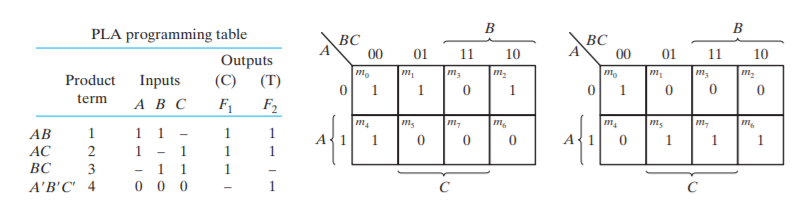 PLA programming table
Outputs
Product Inputs (C) (T)
term A B C F₁ F₂
AB 1 1 1 – 1 1
AC 2 1 – 1 1 1
BC 3 – 1 1 1 –
A'B'C' 4 0 0 0 – 1
B
BC
A 00 01 11 10
m₀ m₁ m₃ m₂
0 1 1 0 1
m₄ m₅ m₇ m₆
A 1 1 0 0 0
C
B
BC
A 00 01 11 10
m₀ m₁ m₃ m₂
0 1 0 0 0
m₄ m₅ m₇ m₆
A 1 0 1 1 1
C